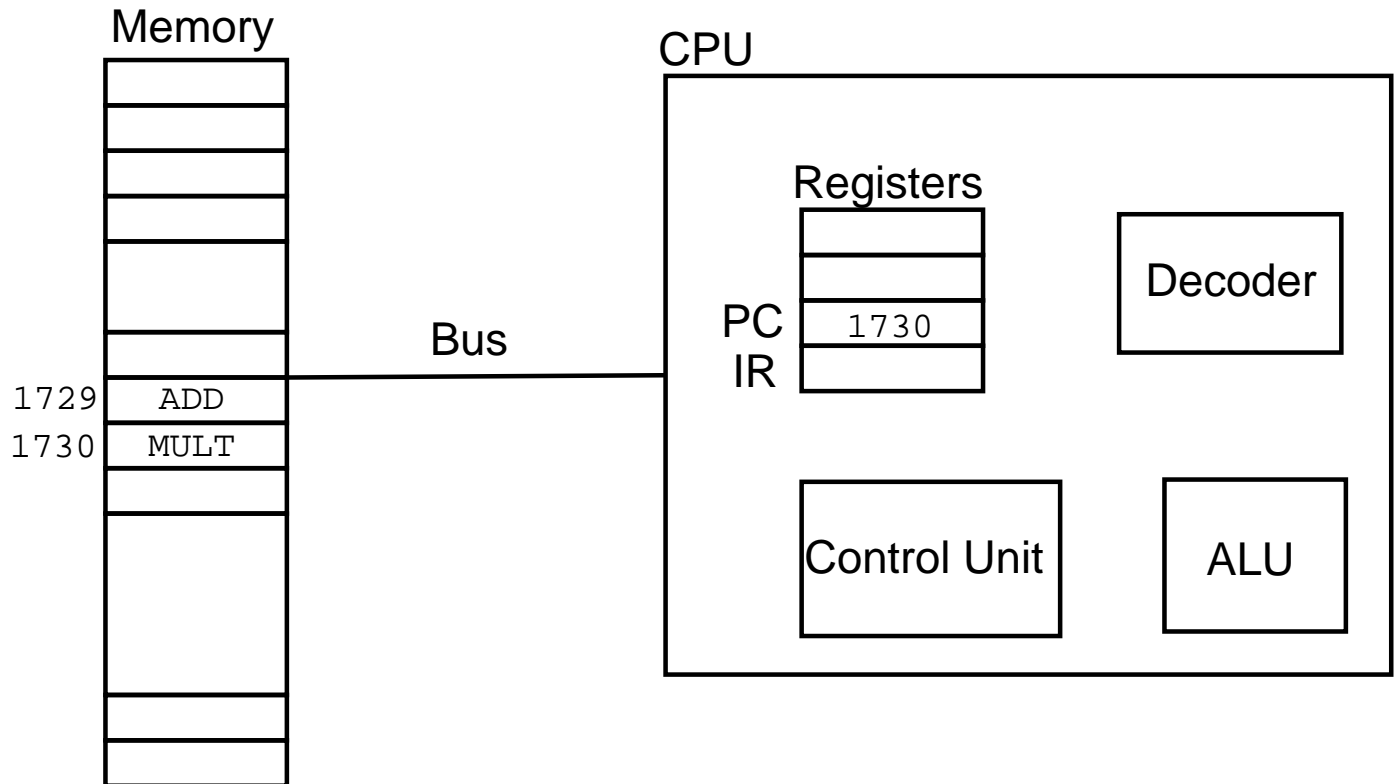 Memory
CPU
Registers
Decoder
PC 1730
Bus
IR
1729 ADD
1730 MULT
Control Unit
ALU